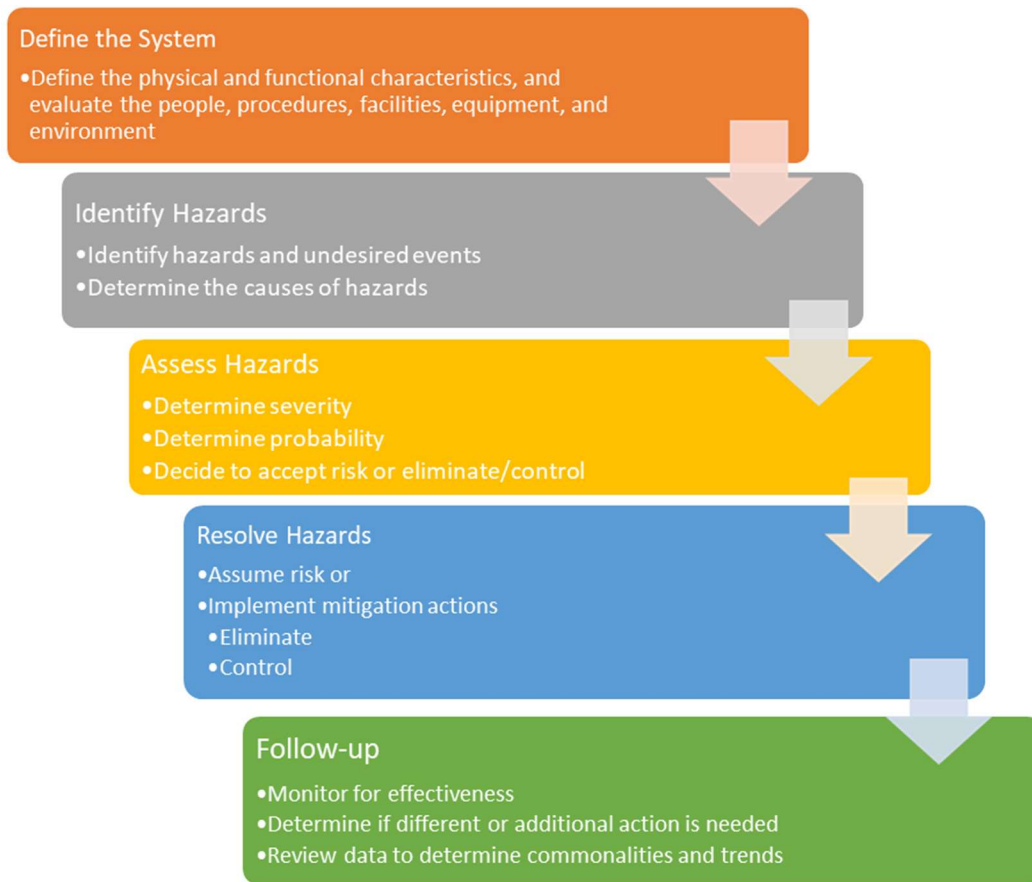 Define the System
•Define the physical and functional characteristics, and
evaluate the people, procedures, facilities, equipment, and
environment
Identify Hazards
•Identify hazards and undesired events
•Determine the causes of hazards
Assess Hazards
•Determine severity
•Determine probability
•Decide to accept risk or eliminate/control
Resolve Hazards
•Assume risk or
•Implement mitigation actions
•Eliminate
•Control
Follow-up
•Monitor for effectiveness
•Determine if different or additional action is needed
•Review data to determine commonalities and trends